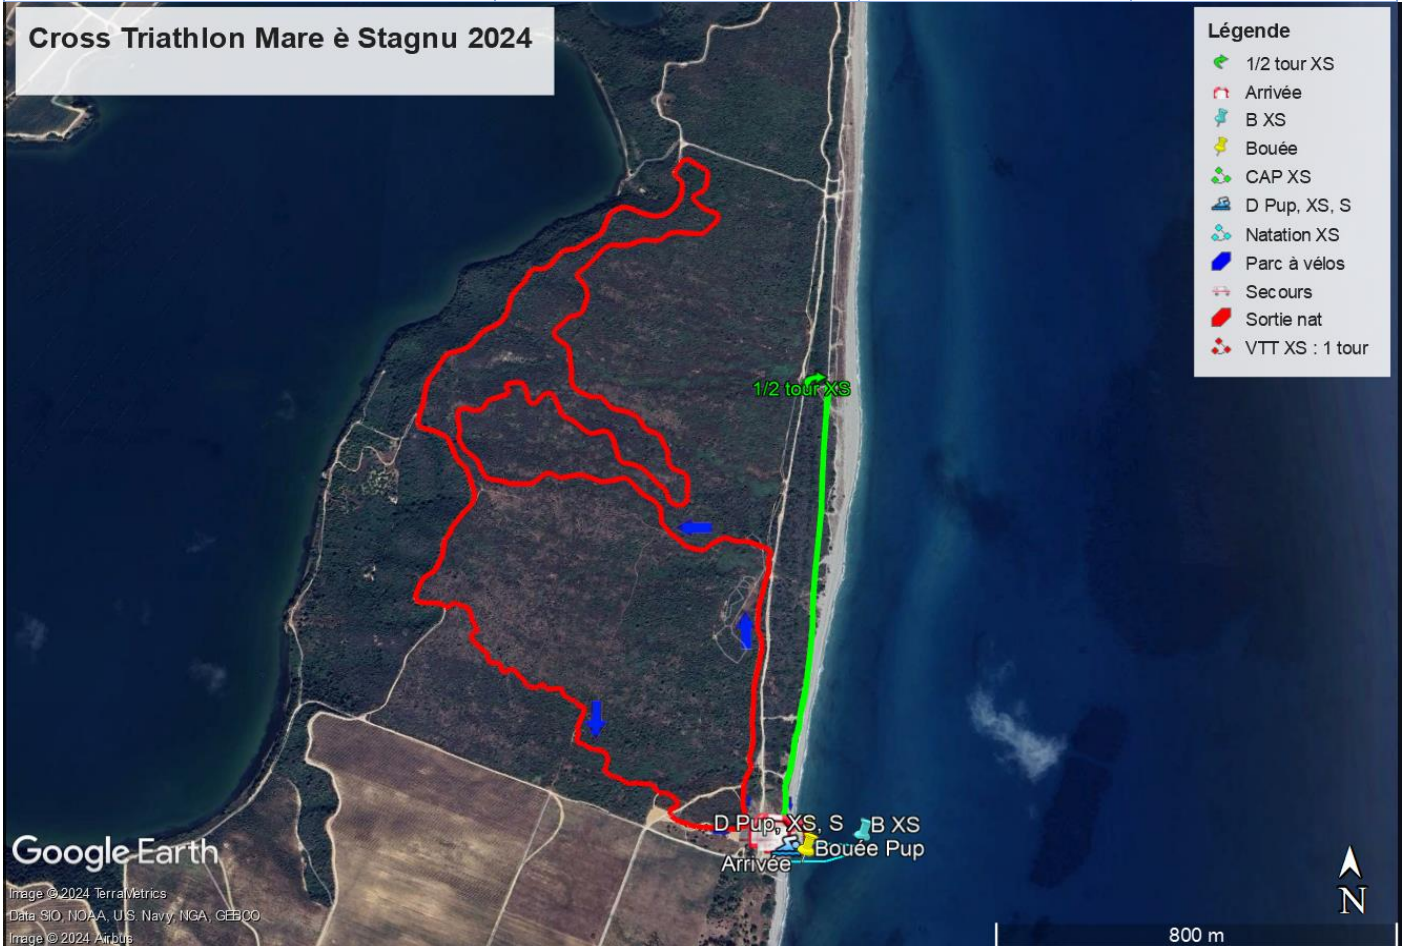 Cross Triathlon Mare è Stagnu 2024
Légende
1/2 tour XS
Arrivée
B XS
Bouée
CAP XS
D Pup, XS, S
Natation XS
Parc à vélos
Secours
Sortie nat
VTT XS : 1 tour
1/2 tour XS
D Pup, XS, S
B XS
Bouée Pup
Arrivée
Google Earth
Image © 2024 TerraMetrics
Data SIO, NOAA, U.S. Navy, NGA, GEBCO
Image © 2024 Airbus
N
800 m